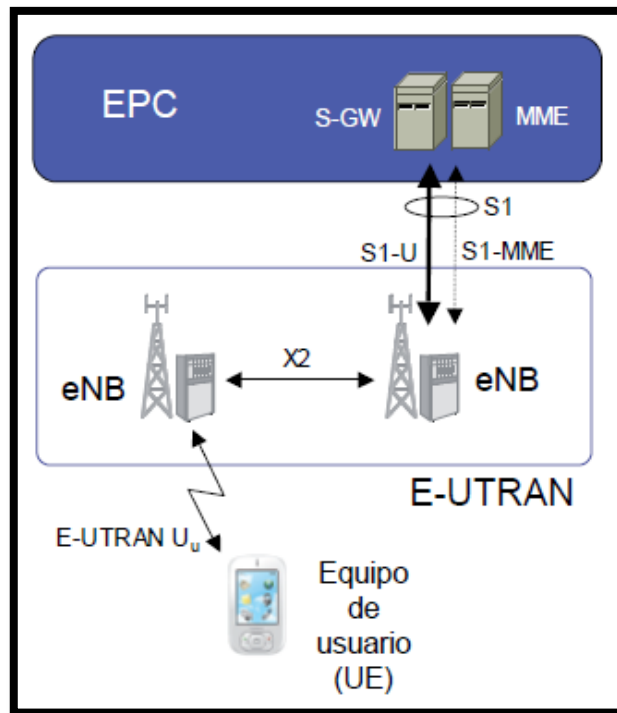 EPC
S-GW
MME
S1
S1-U
S1-MME
X2
eNB
eNB
E-UTRAN
E-UTRAN Uu
Equipo
de
usuario
(UE)